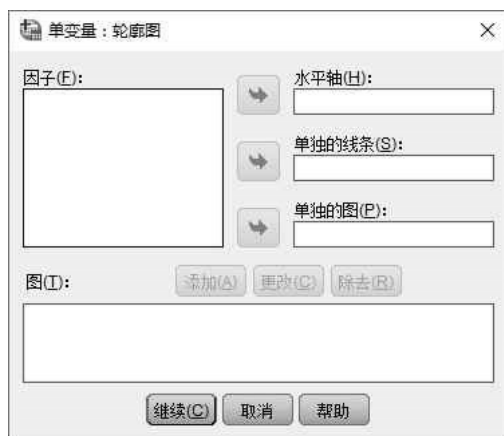 单变量：轮廓图
因子(F)：
水平轴(H)：
单独的线条(S)：
单独的图(P)：
图(T)：
添加(A)
更改(C)
除去(R)
继续(C)
取消
帮助